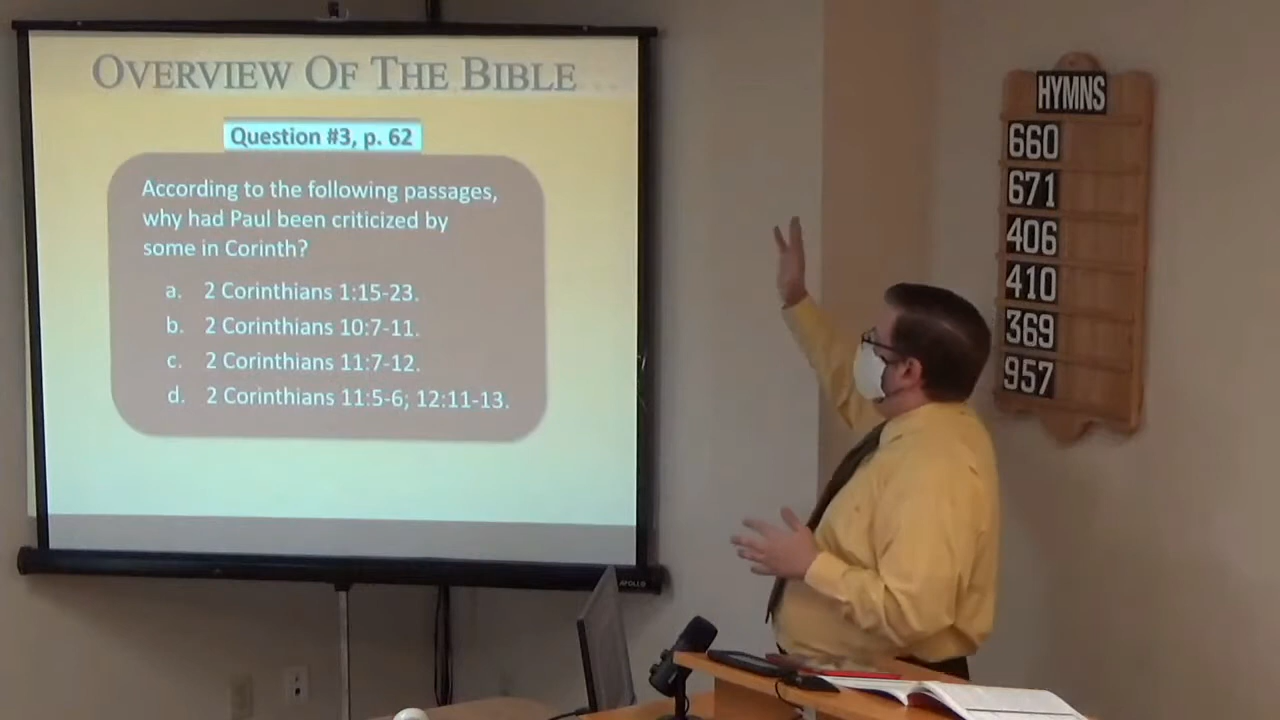 OVERVIEW OF THE BIBLE
Question #3, p. 62
According to the following passages,
why had Paul been criticized by
some in Corinth?
a. 2 Corinthians 1:15-23.
b. 2 Corinthians 10:7-11.
c. 2 Corinthians 11:7-12.
d. 2 Corinthians 11:5-6; 12:11-13.
APOLLO
HYMNS
660
671
406
410
369
957